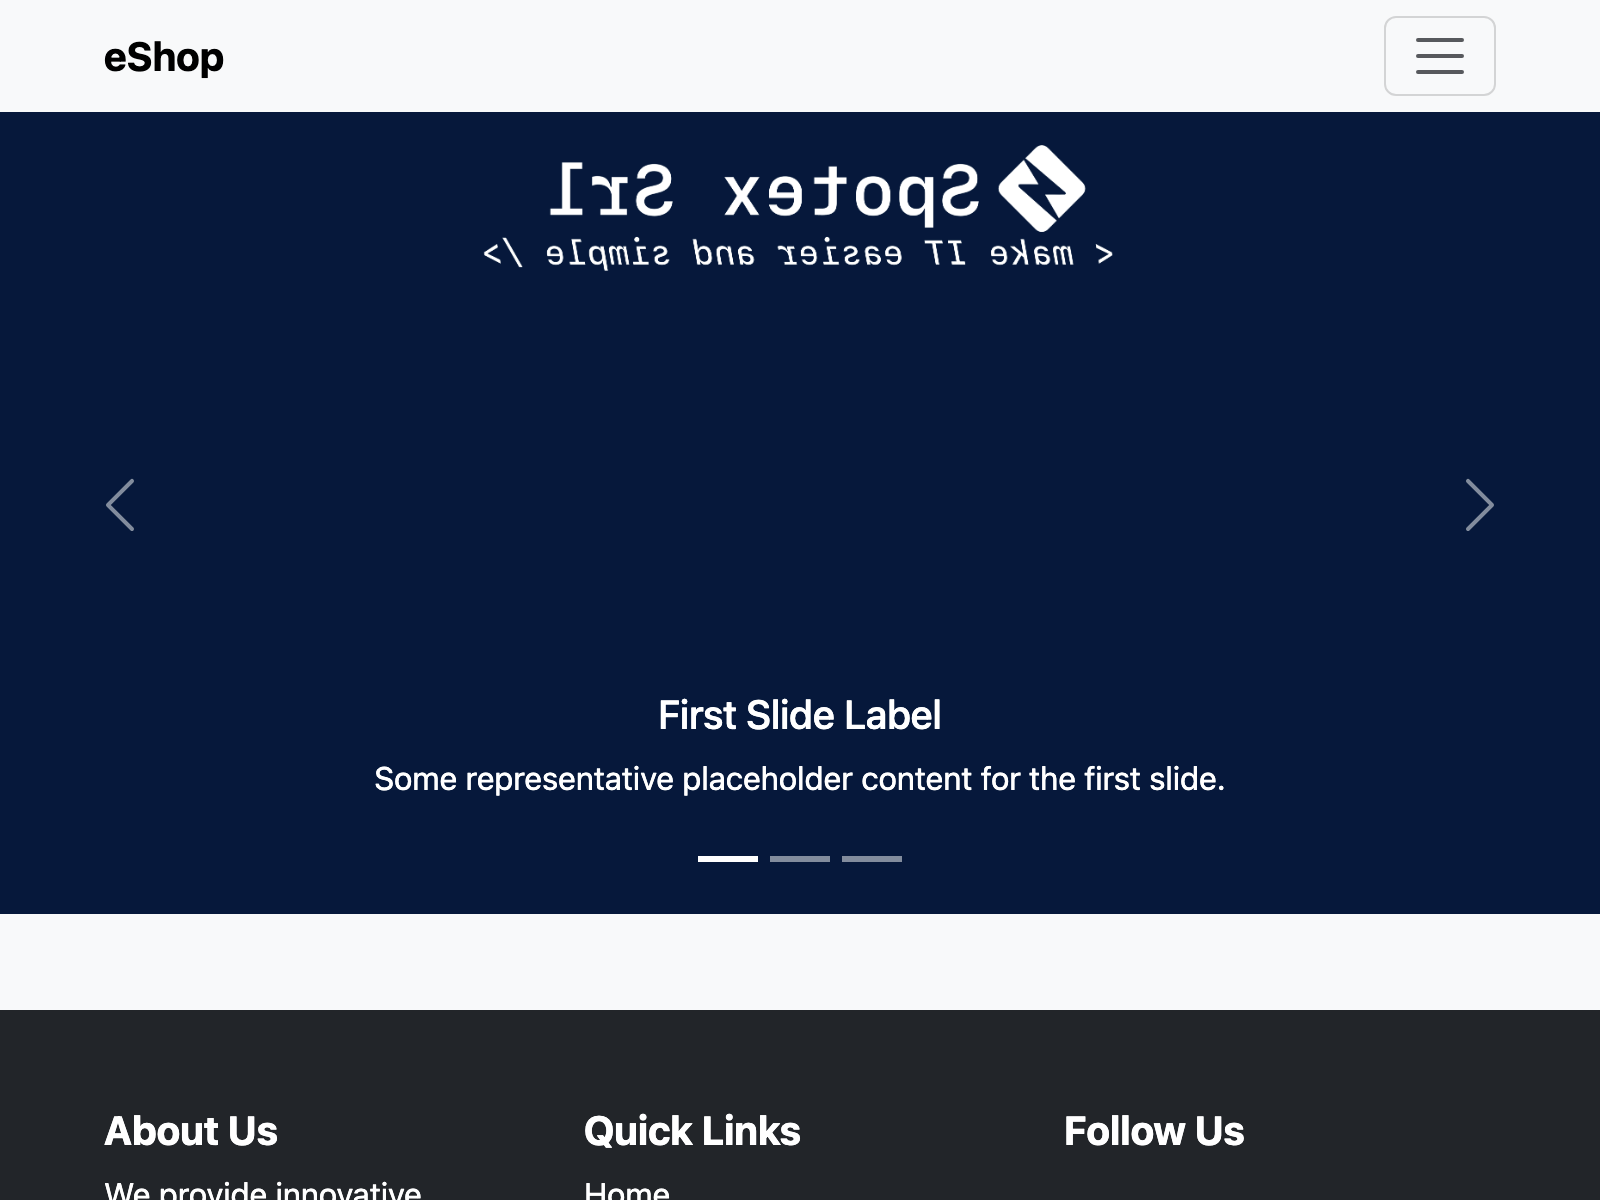 eShop
Spotex Srl
< make IT easier and simple />
First Slide Label
Some representative placeholder content for the first slide.
About Us
Quick Links
Follow Us
We provide innovative
Home